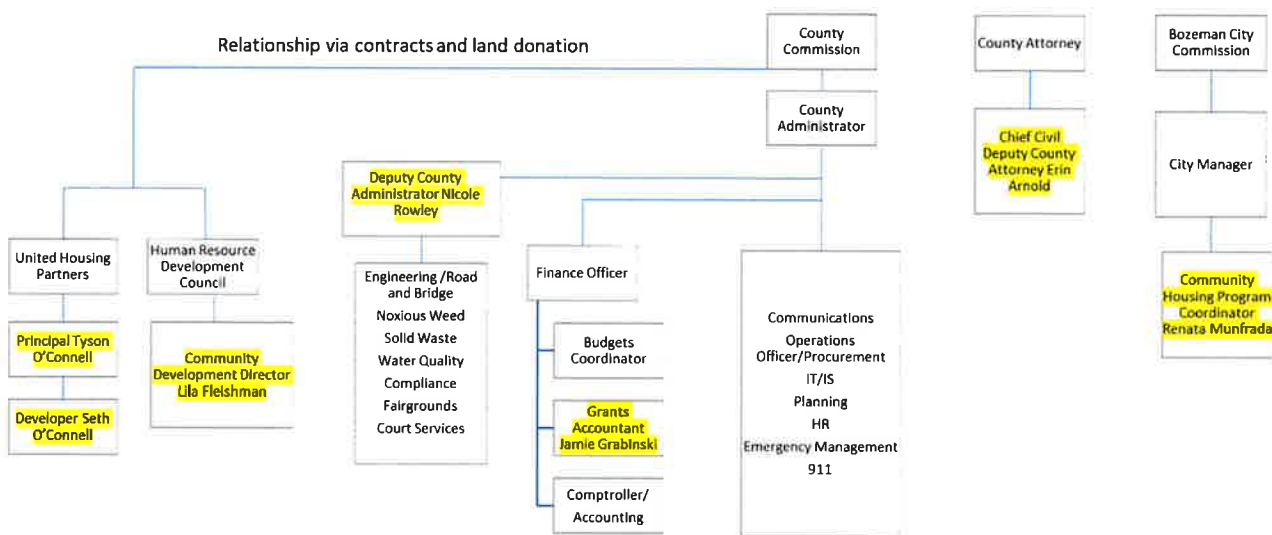 Relationship via contracts and land donation
County
Commission
County
Administrator
County Attorney
Chief Civil
Deputy County
Attorney Erin
Arnold
Bozeman City
Commission
City Manager
Community
Housing Program
Coordinator
Renata Munfrada
Deputy County
Administrator Nicole
Rowley
Engineering /Road
and Bridge
Noxious Weed
Solid Waste
Water Quality
Compliance
Fairgrounds
Court Services
Finance Officer
Budgets
Coordinator
Grants
Accountant
Jamie Grabinski
Comptroller/
Accounting
Communications
Operations
Officer/Procurement
IT/IS
Planning
HR
Emergency Management
911
United Housing
Partners
Principal Tyson
O'Connell
Developer Seth
O'Connell
Human Resource
Development
Council
Community
Development Director
Lila Fleishman